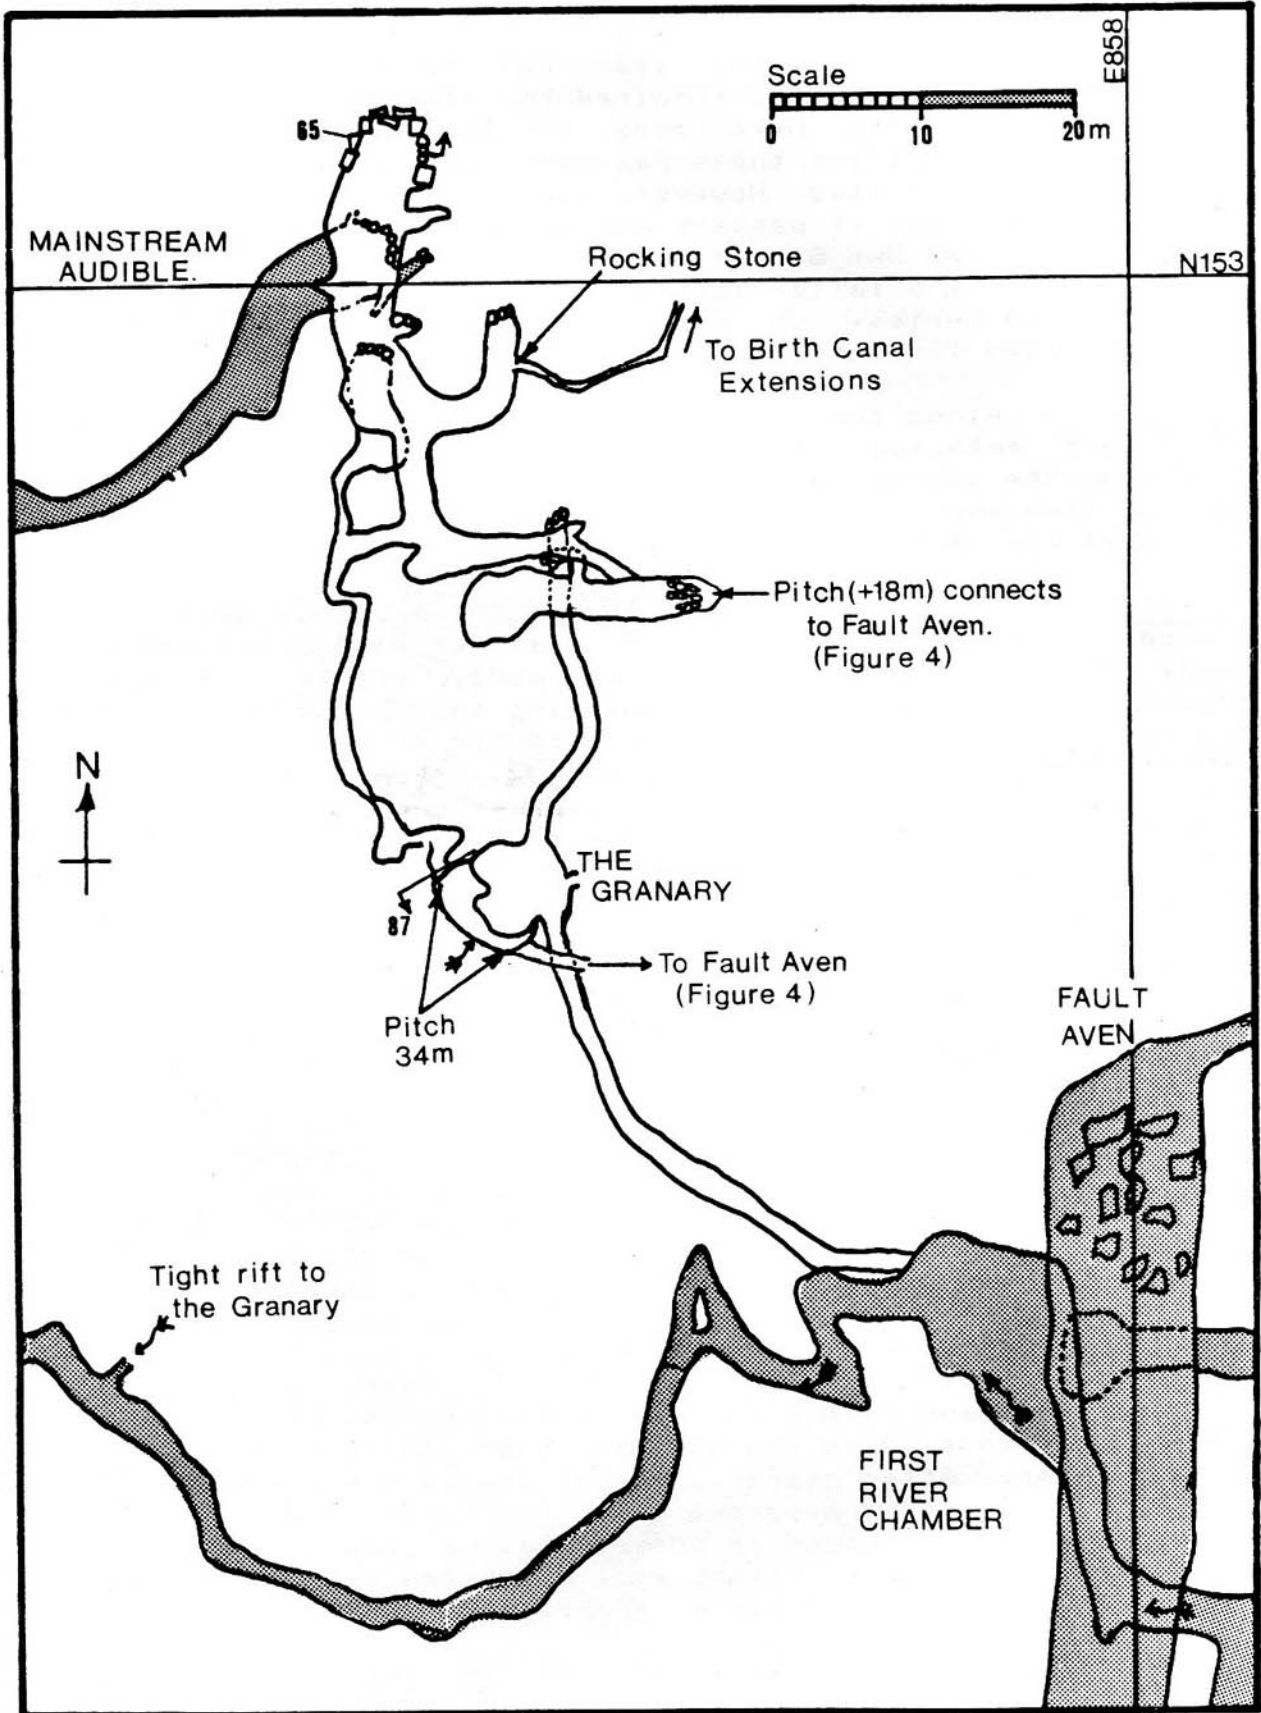 E858
Scale
0 10 20m
65
MAINSTREAM
AUDIBLE.
N153
Rocking Stone
To Birth Canal
Extensions
Pitch(+18m) connects
to Fault Aven.
(Figure 4)
N
THE
GRANARY
87
To Fault Aven
(Figure 4)
Pitch
34m
FAULT
AVEN
Tight rift to
the Granary
FIRST
RIVER
CHAMBER